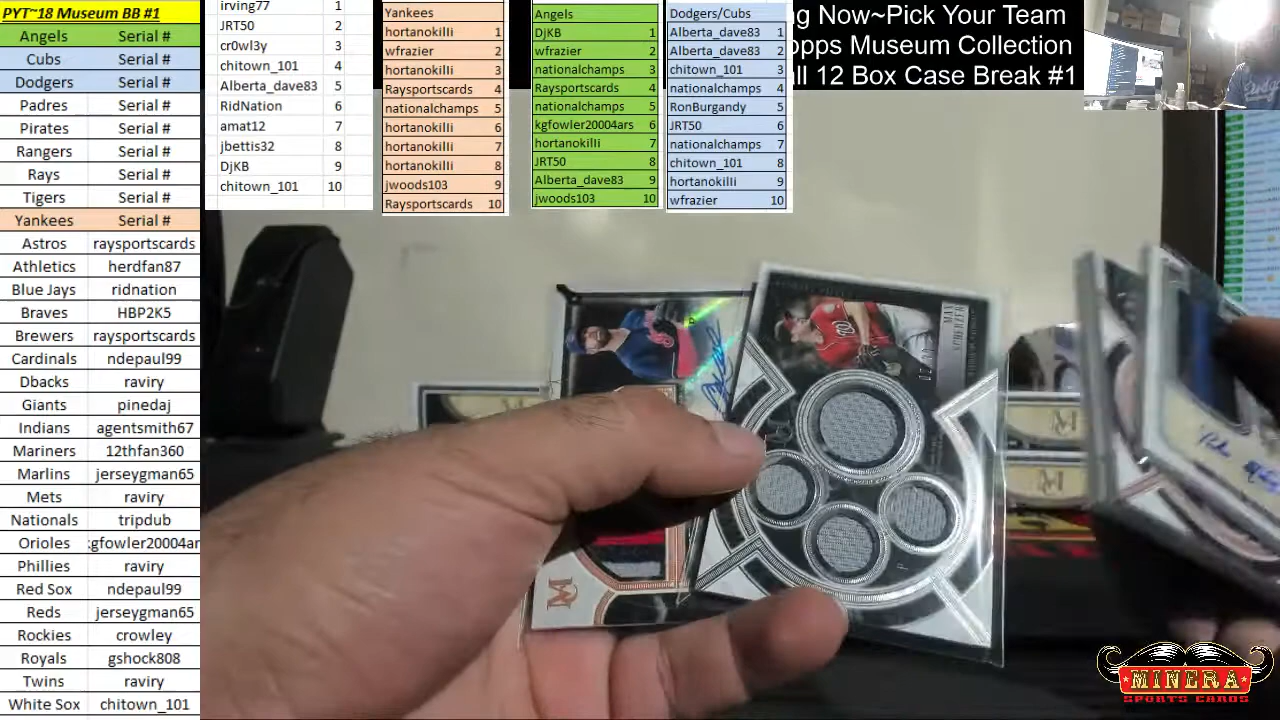 PYT~18 Museum BB #1
Angels Serial #
Cubs Serial #
Dodgers Serial #
Padres Serial #
Pirates Serial #
Rangers Serial #
Rays Serial #
Tigers Serial #
Yankees Serial #
Astros raysportscards
Athletics herdfan87
Blue Jays ridnation
Braves HBP2K5
Brewers raysportscards
Cardinals ndepaul99
Dbacks raviry
Giants pinedaj
Indians agentsmith67
Mariners 12thfan360
Marlins jerseygman65
Mets raviry
Nationals tripdub
Orioles kgfowler20004ar
Phillies raviry
Red Sox ndepaul99
Reds jerseygman65
Rockies crowley
Royals gshock808
Twins raviry
White Sox chitown_101
irving77 1
JRT50 2
cr0wl3y 3
chitown_101 4
Alberta_dave83 5
RidNation 6
amat12 7
jbettis32 8
DjKB 9
chitown_101 10
Yankees
hortanokilli 1
wfrazier 2
hortanokilli 3
Raysportscards 4
nationalchamps 5
hortanokilli 6
hortanokilli 7
hortanokilli 8
jwoods103 9
Raysportscards 10
Angels
DjKB 1
wfrazier 2
nationalchamps 3
Raysportscards 4
nationalchamps 5
kgfowler20004ars 6
hortanokilli 7
JRT50 8
Alberta_dave83 9
jwoods103 10
Dodgers/Cubs
Alberta_dave83 1
Alberta_dave83 2
chitown_101 3
nationalchamps 4
RonBurgandy 5
JRT50 6
nationalchamps 7
chitown_101 8
hortanokilli 9
wfrazier 10
ng Now~Pick Your Team
opps Museum Collection
all 12 Box Case Break #1
MAX
SCHERZER
MINERA
SPORTS CARDS